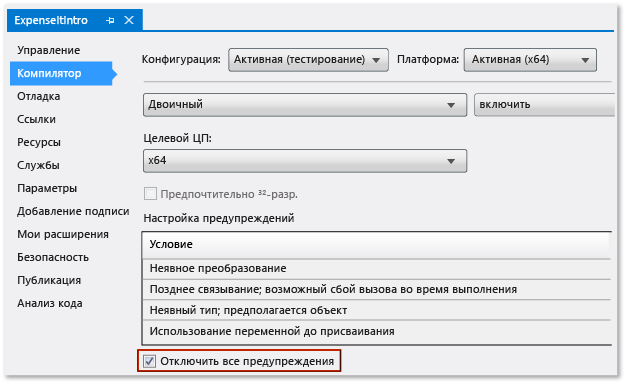 ExpenseItIntro
Управление
Конфигурация: Активная (тестирование) Платформа: Активная (x64)
Компилятор
Отладка
Двоичный включить
Ссылки
Целевой ЦП:
Ресурсы
x64
Службы
Параметры
Предпочтительно 32-разр.
Добавление подписи
Настройка предупреждений
Мои расширения
Условие
Безопасность
Неявное преобразование
Публикация
Позднее связывание; возможный сбой вызова во время выполнения
Анализ кода
Неявный тип; предполагается объект
Использование переменной до присваивания
Отключить все предупреждения